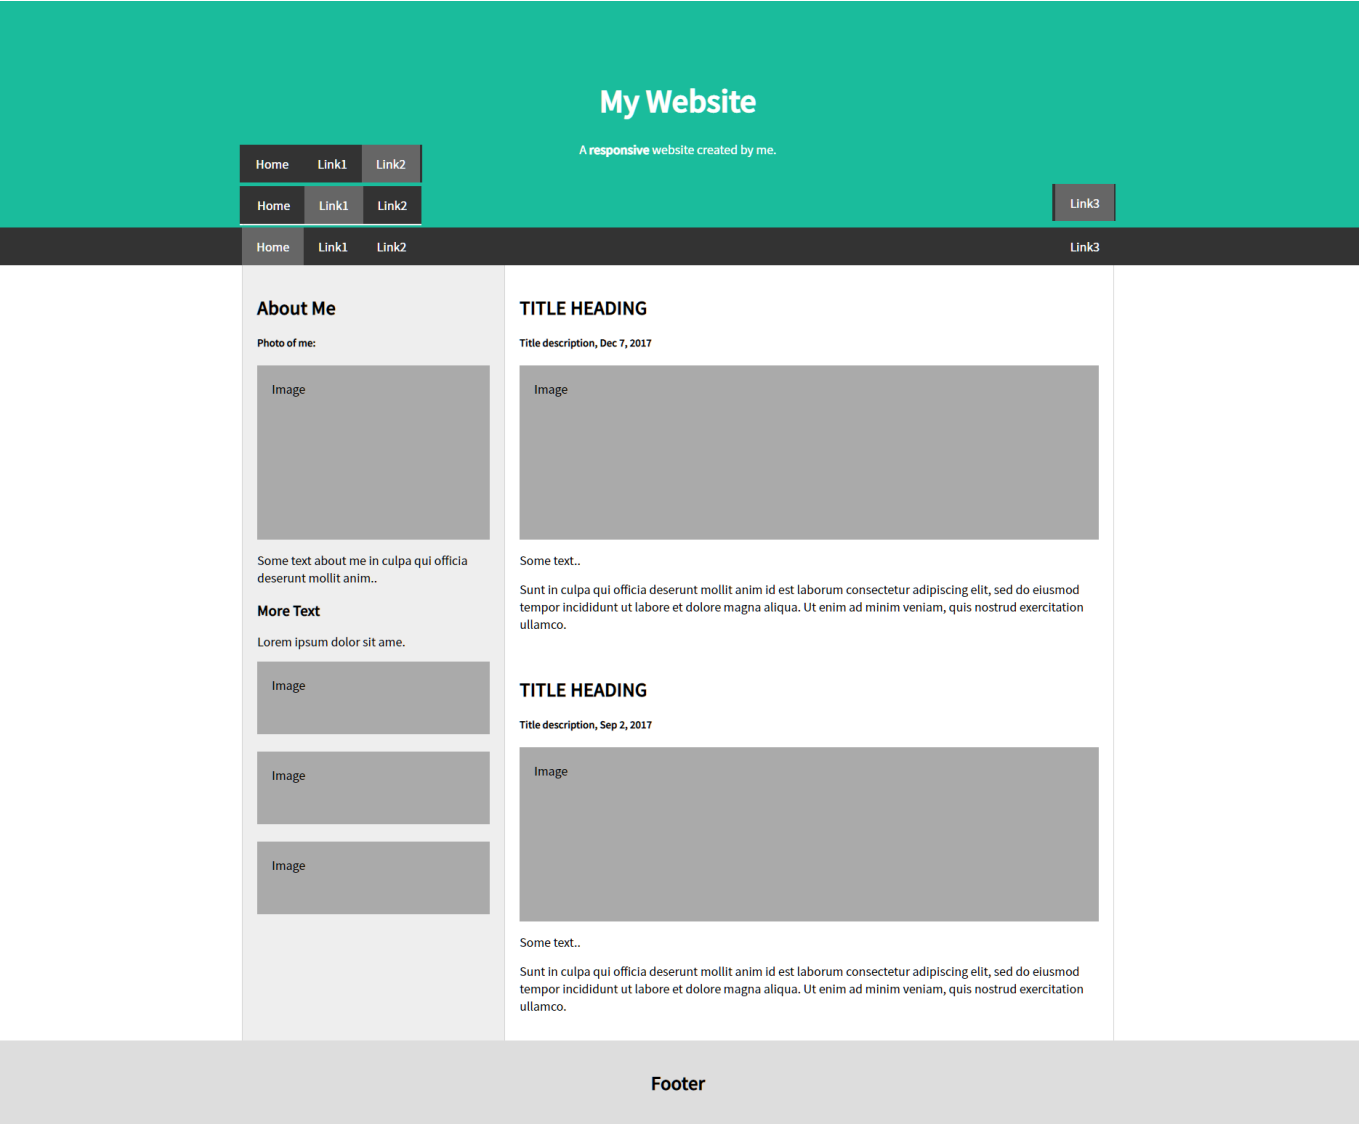 My Website
A responsive website created by me.
Home Link1 Link2
Home Link1 Link2
Link3
Home Link1 Link2 Link3
About Me
Photo of me:
Image
Some text about me in culpa qui officia
deserunt mollit anim..
More Text
Lorem ipsum dolor sit ame.
Image
Image
Image
TITLE HEADING
Title description, Dec 7, 2017
Image
Some text..
Sunt in culpa qui officia deserunt mollit anim id est laborum consectetur adipiscing elit, sed do eiusmod
tempor incididunt ut labore et dolore magna aliqua. Ut enim ad minim veniam, quis nostrud exercitation
ullamco.
TITLE HEADING
Title description, Sep 2, 2017
Image
Some text..
Sunt in culpa qui officia deserunt mollit anim id est laborum consectetur adipiscing elit, sed do eiusmod
tempor incididunt ut labore et dolore magna aliqua. Ut enim ad minim veniam, quis nostrud exercitation
ullamco.
Footer